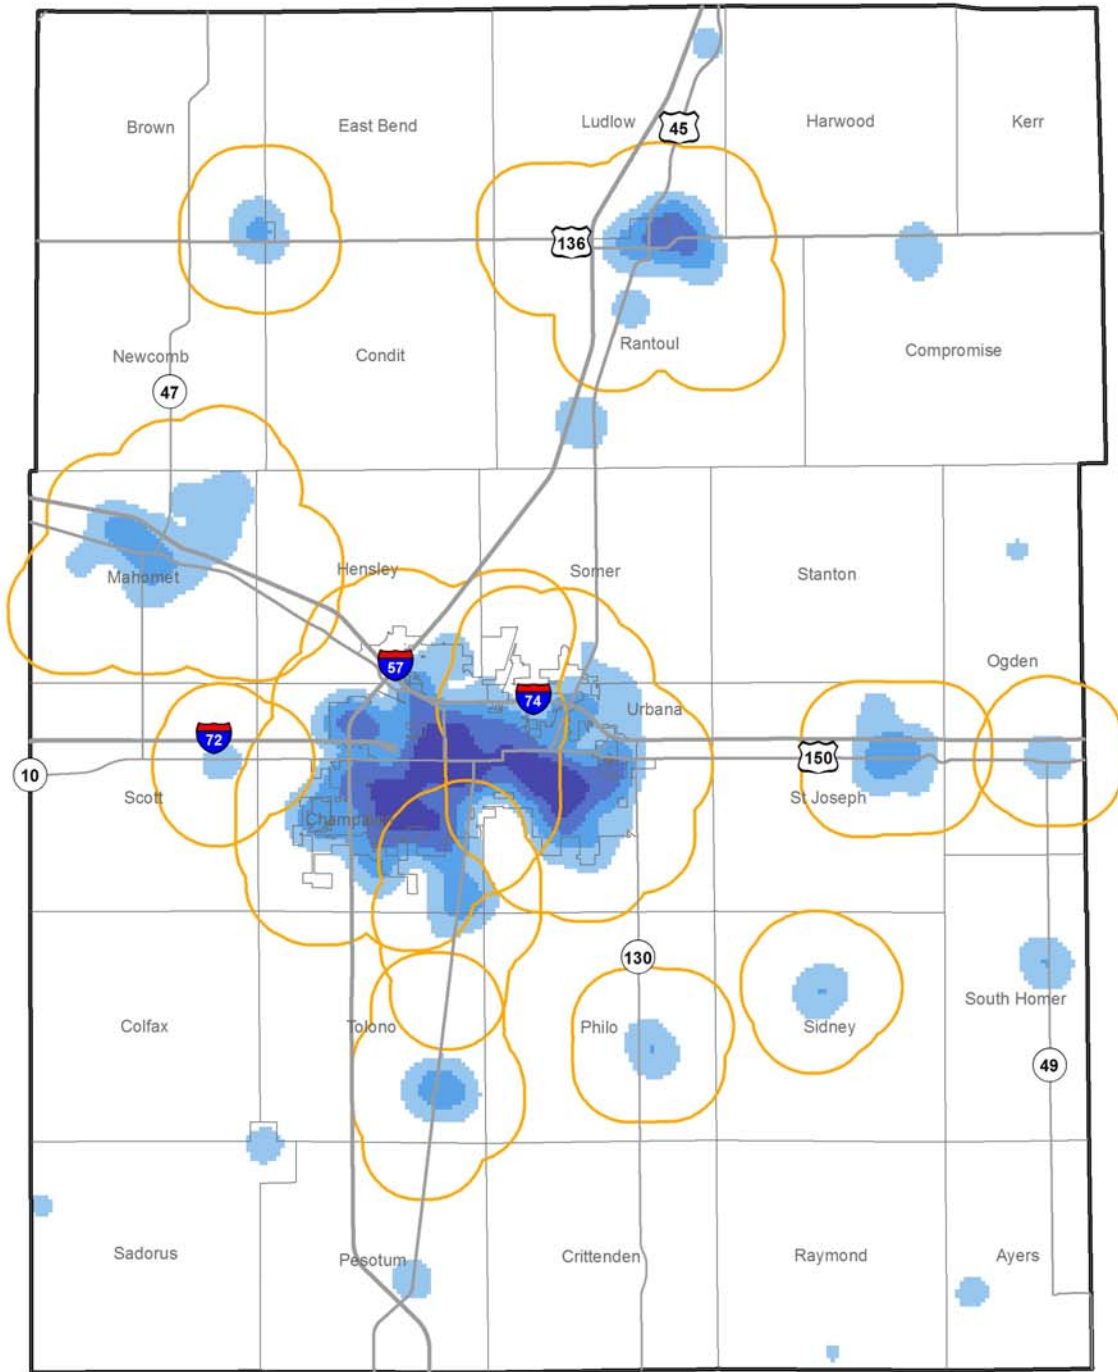 Brown
East Bend
Ludlow
45
Harwood
Kerr
136
Newcomb
Condit
Rantoul
Compromise
47
Mahomet
Hensley
Somer
Stanton
57
Ogden
74
Urbana
72
150
10
Scott
St Joseph
Champaign
130
South Homer
Colfax
Tolono
Philo
Sidney
49
Sadorus
Pesotum
Crittenden
Raymond
Ayers